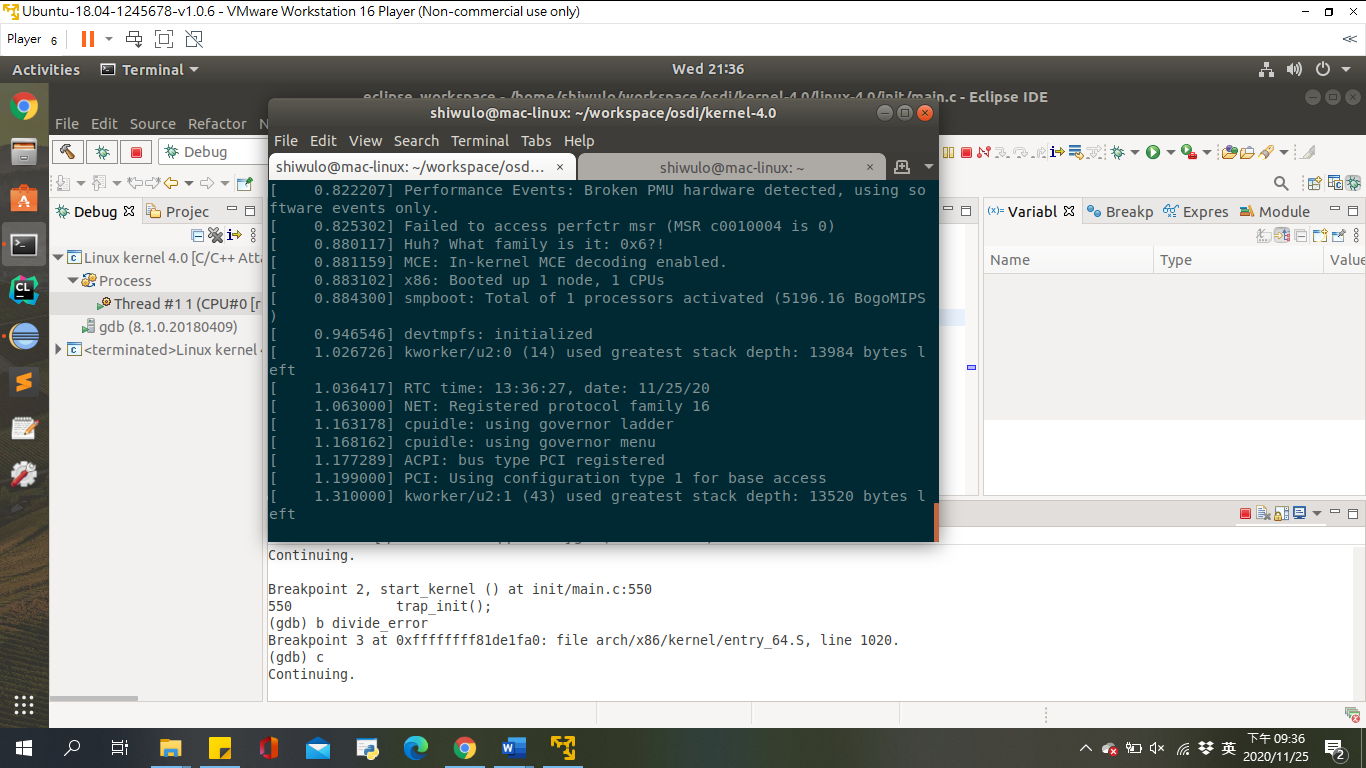 Ubuntu-18.04-1245678-v1.0.6 - VMware Workstation 16 Player (Non-commercial use only)
Player 6
Activities Terminal Wed 21:36
eclipse_workspace - /home/shiwulo/workspace/osdi/kernel-4.0/linux-4.0/init/main.c - Eclipse IDE
File Edit Source Refactor N
shiwulo@mac-linux: ~/workspace/osdi/kernel-4.0
File Edit View Search Terminal Tabs Help
Debug
shiwulo@mac-linux: ~/workspace/osd… × shiwulo@mac-linux: ~ ×
[    0.822207] Performance Events: Broken PMU hardware detected, using so
ftware events only.
[    0.825302] Failed to access perfctr msr (MSR c0010004 is 0)
[    0.880117] Huh? What family is it: 0x6?!
[    0.881159] MCE: In-kernel MCE decoding enabled.
[    0.883102] x86: Booted up 1 node, 1 CPUs
[    0.884300] smpboot: Total of 1 processors activated (5196.16 BogoMIPS
)
[    0.946546] devtmpfs: initialized
[    1.026726] kworker/u2:0 (14) used greatest stack depth: 13984 bytes l
eft
[    1.036417] RTC time: 13:36:27, date: 11/25/20
[    1.063000] NET: Registered protocol family 16
[    1.163178] cpuidle: using governor ladder
[    1.168162] cpuidle: using governor menu
[    1.177289] ACPI: bus type PCI registered
[    1.199000] PCI: Using configuration type 1 for base access
[    1.310000] kworker/u2:1 (43) used greatest stack depth: 13520 bytes l
eft
Debug Projec
Linux kernel 4.0 [C/C++ Atta
Process
Thread #1 1 (CPU#0 [r
gdb (8.1.0.20180409)
<terminated>Linux kernel 4
(x)= Variabl Breakp Expres Module
Name Type Value
Continuing.
Breakpoint 2, start_kernel () at init/main.c:550
550             trap_init();
(gdb) b divide_error
Breakpoint 3 at 0xffffffff81de1fa0: file arch/x86/kernel/entry_64.S, line 1020.
(gdb) c
Continuing.
英
下午 09:36
2020/11/25
2